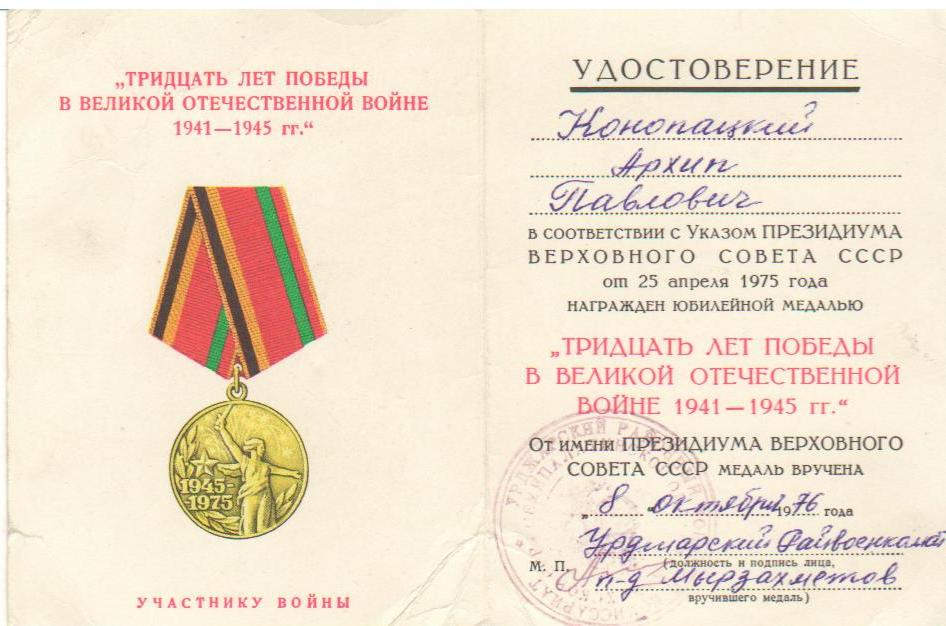 „ТРИДЦАТЬ ЛЕТ ПОБЕДЫ
В ВЕЛИКОЙ ОТЕЧЕСТВЕННОЙ ВОЙНЕ
1941—1945 гг.“
1945-
1975
УЧАСТНИКУ ВОЙНЫ
УДОСТОВЕРЕНИЕ
Конопацкий
Архип
Павлович
В СООТВЕТСТВИИ С УКАЗОМ ПРЕЗИДИУМА
ВЕРХОВНОГО СОВЕТА СССР
от 25 апреля 1975 года
НАГРАЖДЕН ЮБИЛЕЙНОЙ МЕДАЛЬЮ
„ТРИДЦАТЬ ЛЕТ ПОБЕДЫ
В ВЕЛИКОЙ ОТЕЧЕСТВЕННОЙ
ВОЙНЕ 1941—1945 гг.“
ОТ ИМЕНИ ПРЕЗИДИУМА ВЕРХОВНОГО
СОВЕТА СССР МЕДАЛЬ ВРУЧЕНА
„8“ октября 1976 года
Урджарский Райвоенком
М. П. (должность и подпись лица,
п-д Мырзахметов
вручившего медаль)
УРДЖАРСКИЙ